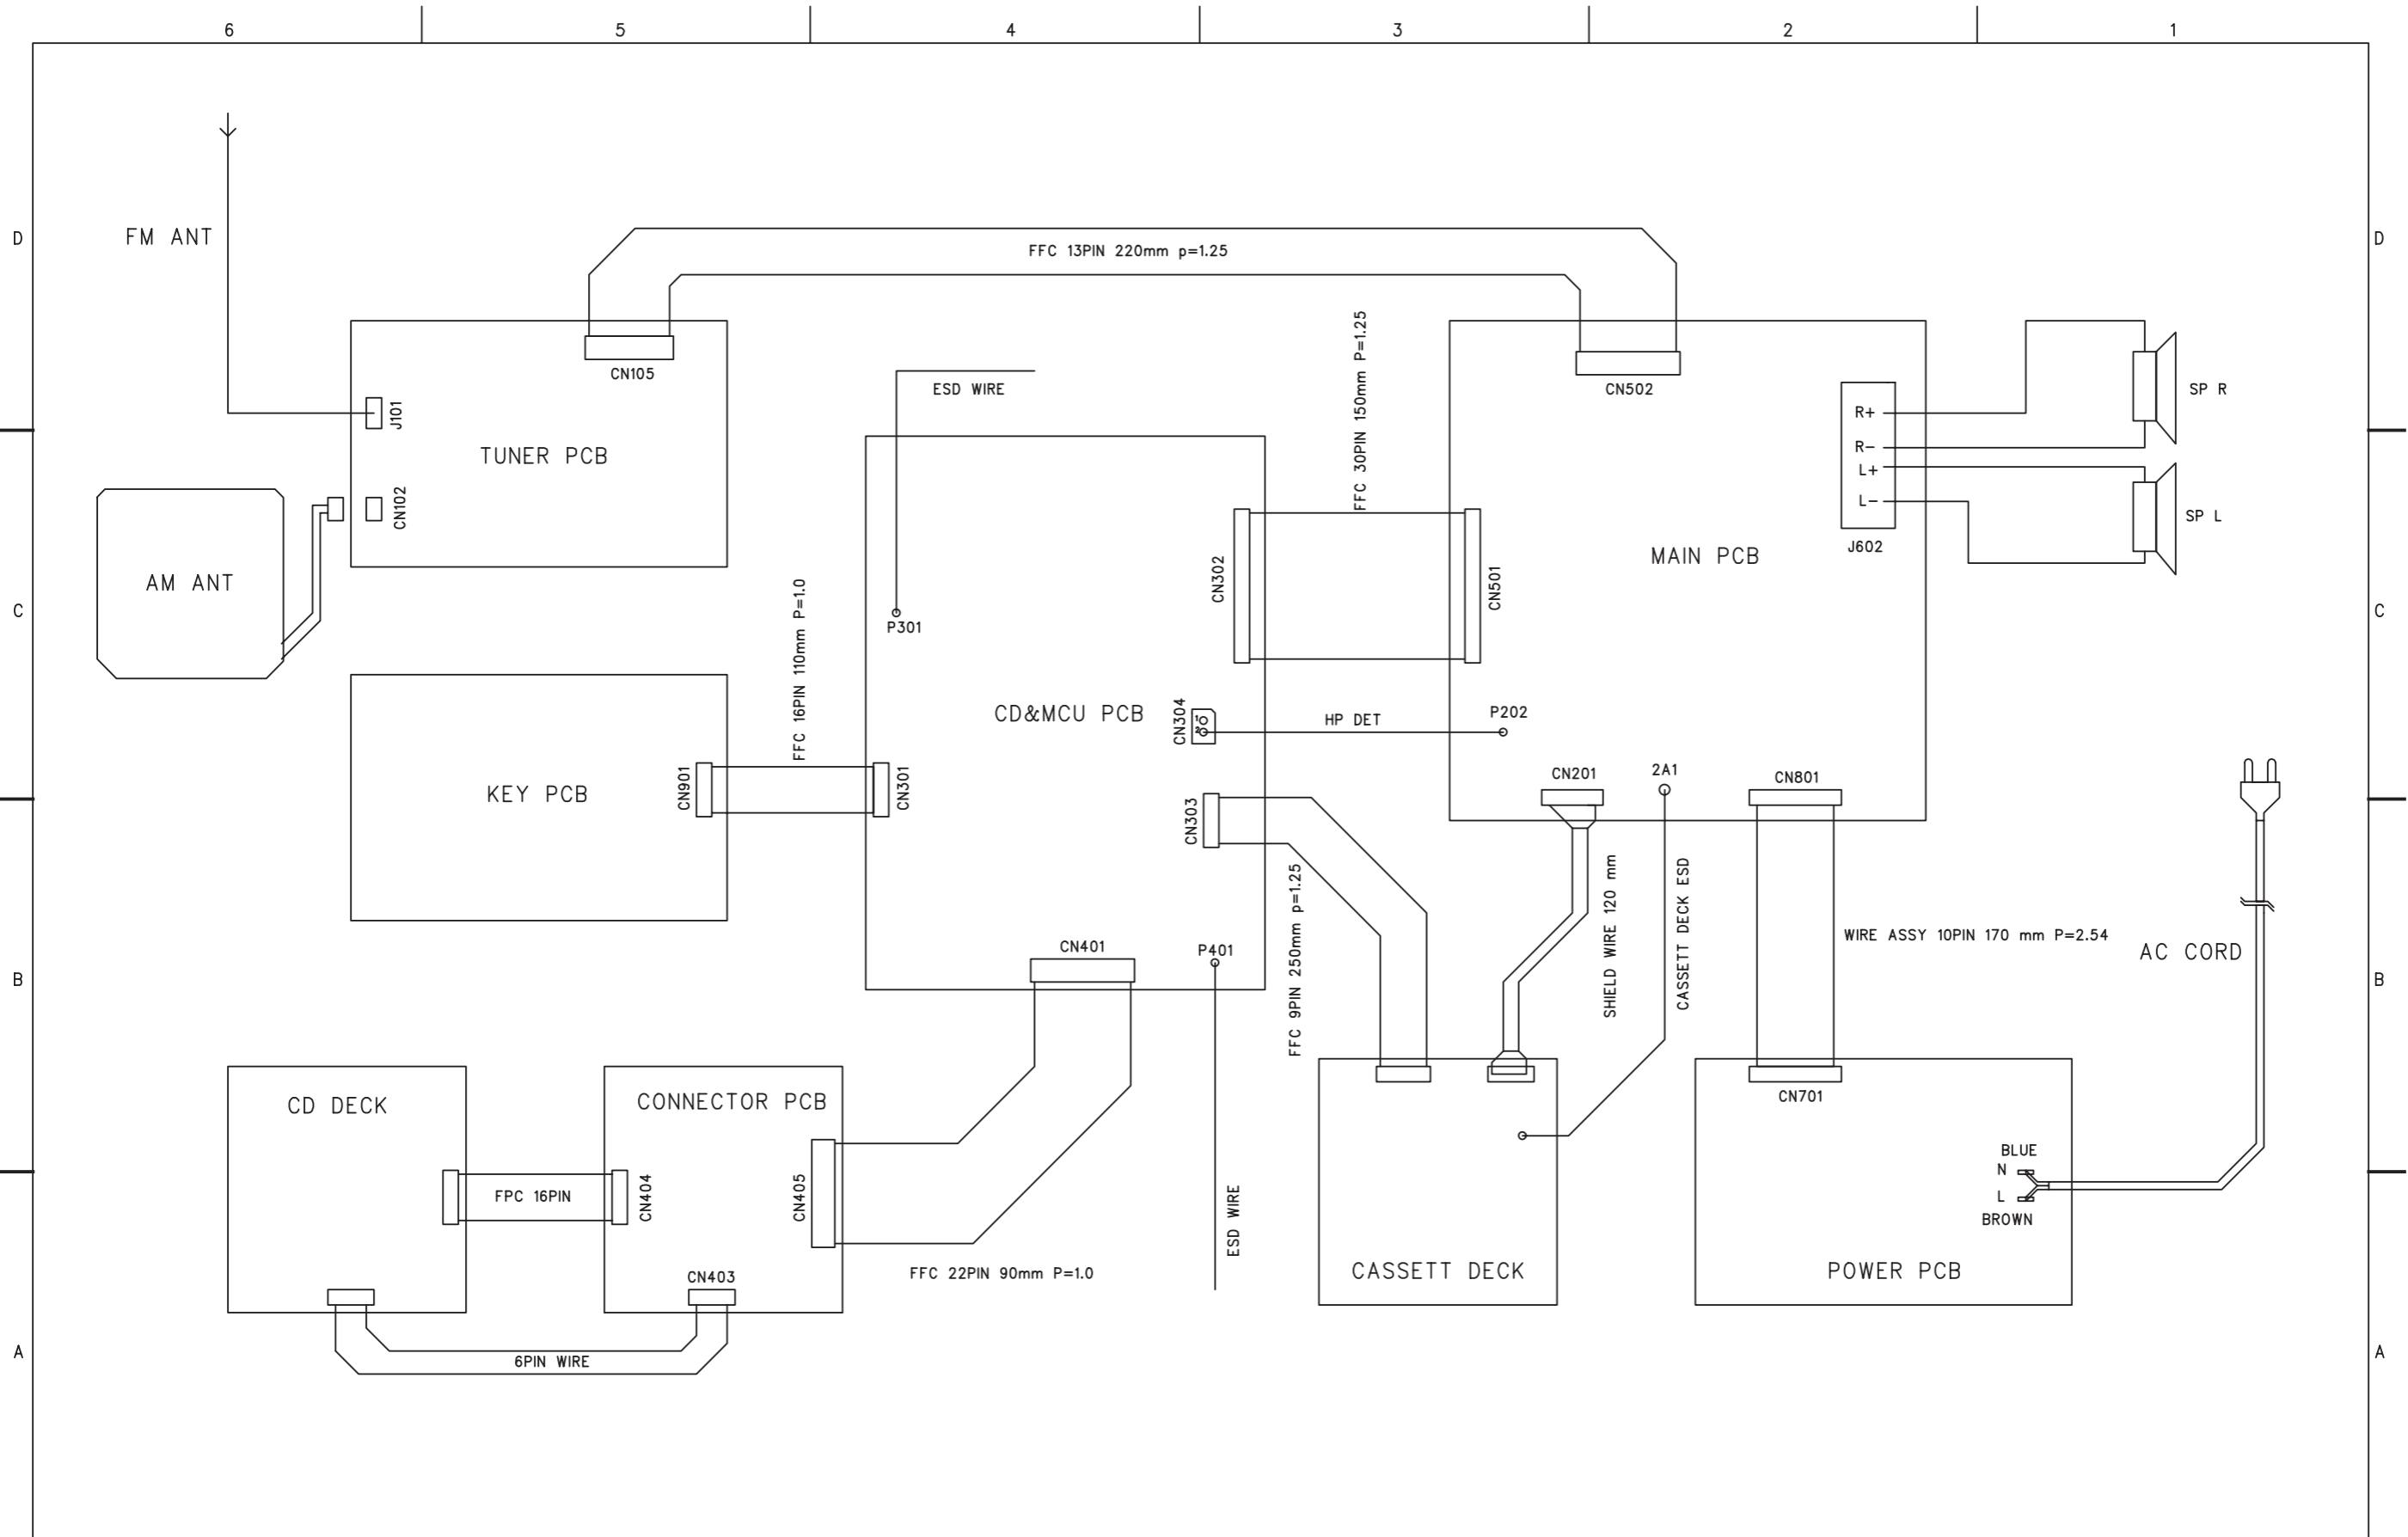 6
5
4
3
2
1
D
D
FM ANT
FFC 13PIN 220mm p=1.25
FFC 30PIN 150mm P=1.25
CN105
ESD WIRE
CN502
SP R
J101
R+
R-
L+
L-
TUNER PCB
CN102
SP L
J602
MAIN PCB
AM ANT
CN302
CN501
C
C
P301
FFC 16PIN 110mm P=1.0
CD&MCU PCB
CN304
1
2
HP DET
P202
KEY PCB
CN901
CN301
CN201
2A1
CN801
CN303
FFC 9PIN 250mm p=1.25
SHIELD WIRE 120 mm
CASSETT DECK ESD
WIRE ASSY 10PIN 170 mm P=2.54
AC CORD
CN401
P401
B
B
CD DECK
CONNECTOR PCB
CN701
BLUE
N
L
BROWN
FPC 16PIN
CN404
CN405
ESD WIRE
CN403
FFC 22PIN 90mm P=1.0
CASSETT DECK
POWER PCB
6PIN WIRE
A
A